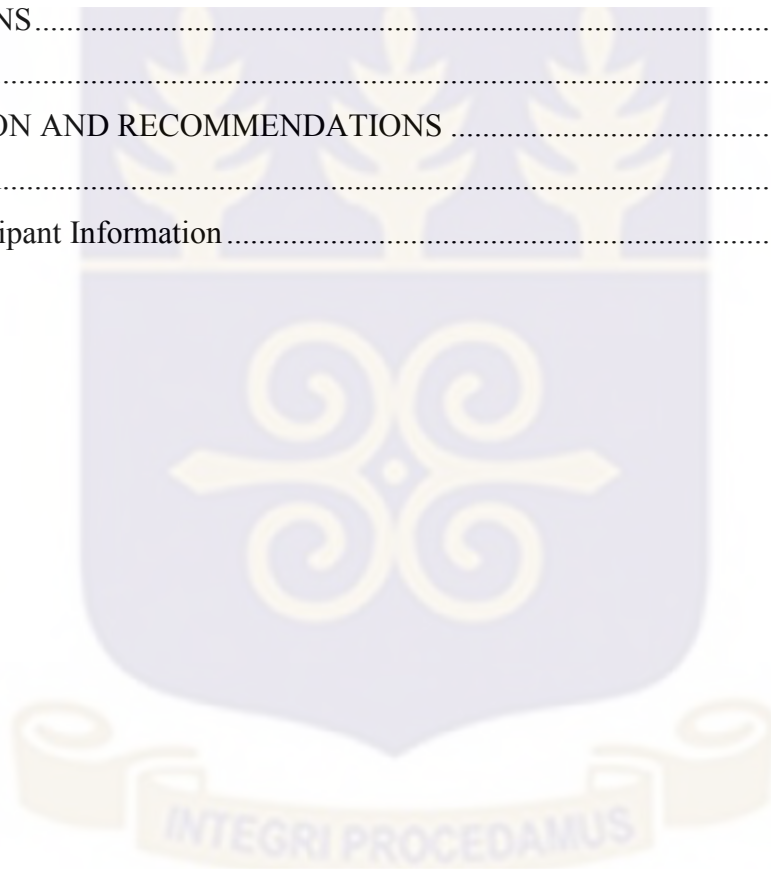 NS..........................................................................................
................................................................................................
ON AND RECOMMENDATIONS .......................................
................................................................................................
ipant Information...................................................................
INTEGRI PROCEDAMUS